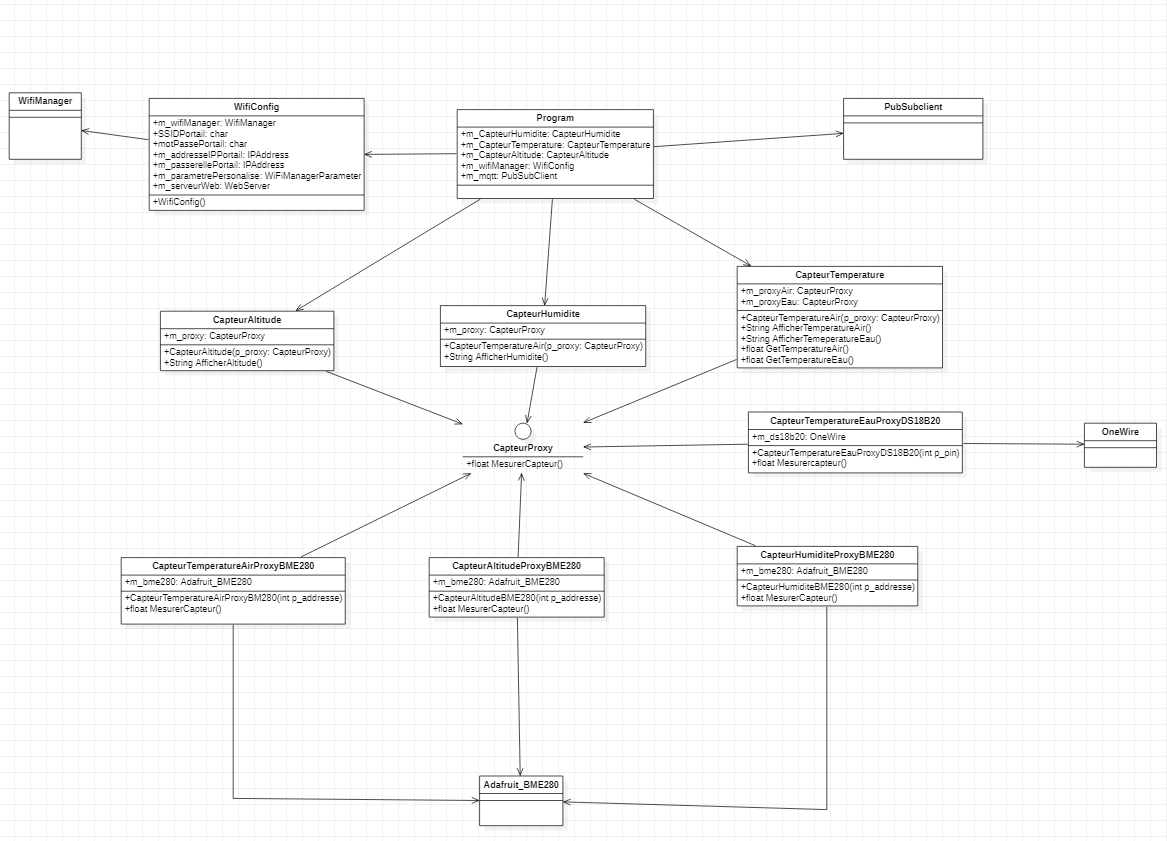 WifiManager
WifiConfig
+m_wifiManager: WifiManager
+SSIDPortail: char
+motPassePortail: char
+m_addresseIPPortail: IPAddress
+m_passerellePortail: IPAddress
+m_parametrePersonalise: WiFiManagerParameter
+m_serveurWeb: WebServer
+WifiConfig()
Program
+m_CapteurHumidite: CapteurHumidite
+m_CapteurTemperature: CapteurTemperature
+m_CapteurAltitude: CapteurAltitude
+m_wifiManager: WifiConfig
+m_mqtt: PubSubClient
PubSubclient
CapteurAltitude
+m_proxy: CapteurProxy
+CapteurAltitude(p_proxy: CapteurProxy)
+String AfficherAltitude()
CapteurHumidite
+m_proxy: CapteurProxy
+CapteurTemperatureAir(p_proxy: CapteurProxy)
+String AfficherHumidite()
CapteurTemperature
+m_proxyAir: CapteurProxy
+m_proxyEau: CapteurProxy
+CapteurTemperatureAir(p_proxy: CapteurProxy)
+String AfficherTemperatureAir()
+String AfficherTemeperatureEau()
+float GetTemperatureAir()
+float GetTemperatureEau()
CapteurProxy
+float MesurerCapteur()
CapteurTemperatureEauProxyDS18B20
+m_ds18b20: OneWire
+CapteurTemperatureEauProxyDS18B20(int p_pin)
+float Mesurercapteur()
OneWire
CapteurTemperatureAirProxyBME280
+m_bme280: Adafruit_BME280
+CapteurTemperatureAirProxyBM280(int p_addresse)
+float MesurerCapteur()
CapteurAltitudeProxyBME280
+m_bme280: Adafruit_BME280
+CapteurAltitudeBME280(int p_addresse)
+float MesurerCapteur()
CapteurHumiditeProxyBME280
+m_bme280: Adafruit_BME280
+CapteurHumiditeBME280(int p_addresse)
+float MesurerCapteur()
Adafruit_BME280